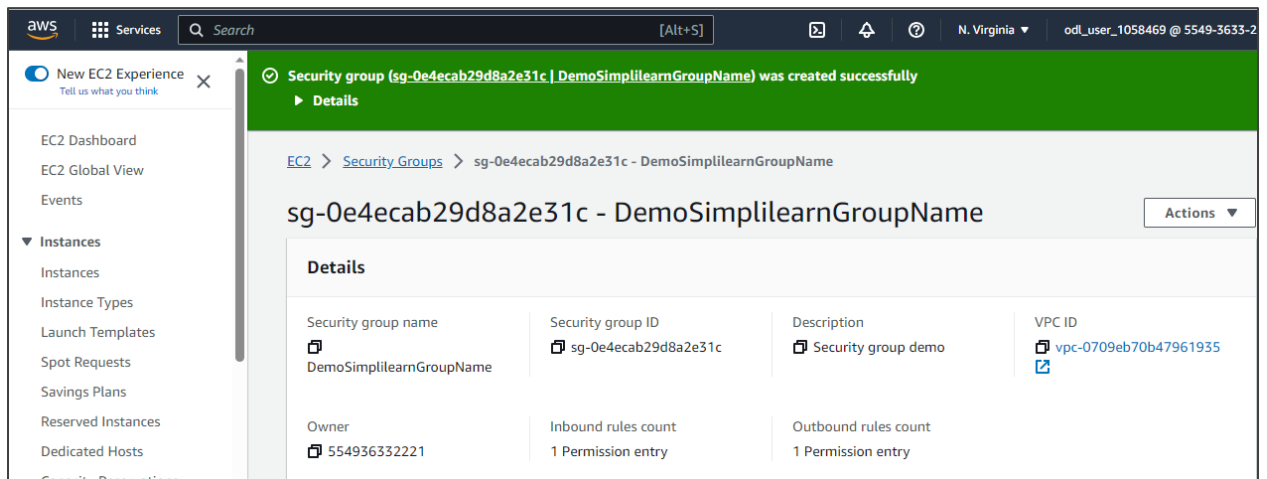 aws
Services
Search
[Alt+S]
N. Virginia ▼
odl_user_1058469 @ 5549-3633-2
New EC2 Experience
Tell us what you think
EC2 Dashboard
EC2 Global View
Events
▼ Instances
Instances
Instance Types
Launch Templates
Spot Requests
Savings Plans
Reserved Instances
Dedicated Hosts
Security group (sg-0e4ecab29d8a2e31c | DemoSimplilearnGroupName) was created successfully
▶ Details
EC2 > Security Groups > sg-0e4ecab29d8a2e31c - DemoSimplilearnGroupName
sg-0e4ecab29d8a2e31c - DemoSimplilearnGroupName
Actions ▼
Details
Security group name
DemoSimplilearnGroupName
Security group ID
sg-0e4ecab29d8a2e31c
Description
Security group demo
VPC ID
vpc-0709eb70b47961935
Owner
554936332221
Inbound rules count
1 Permission entry
Outbound rules count
1 Permission entry